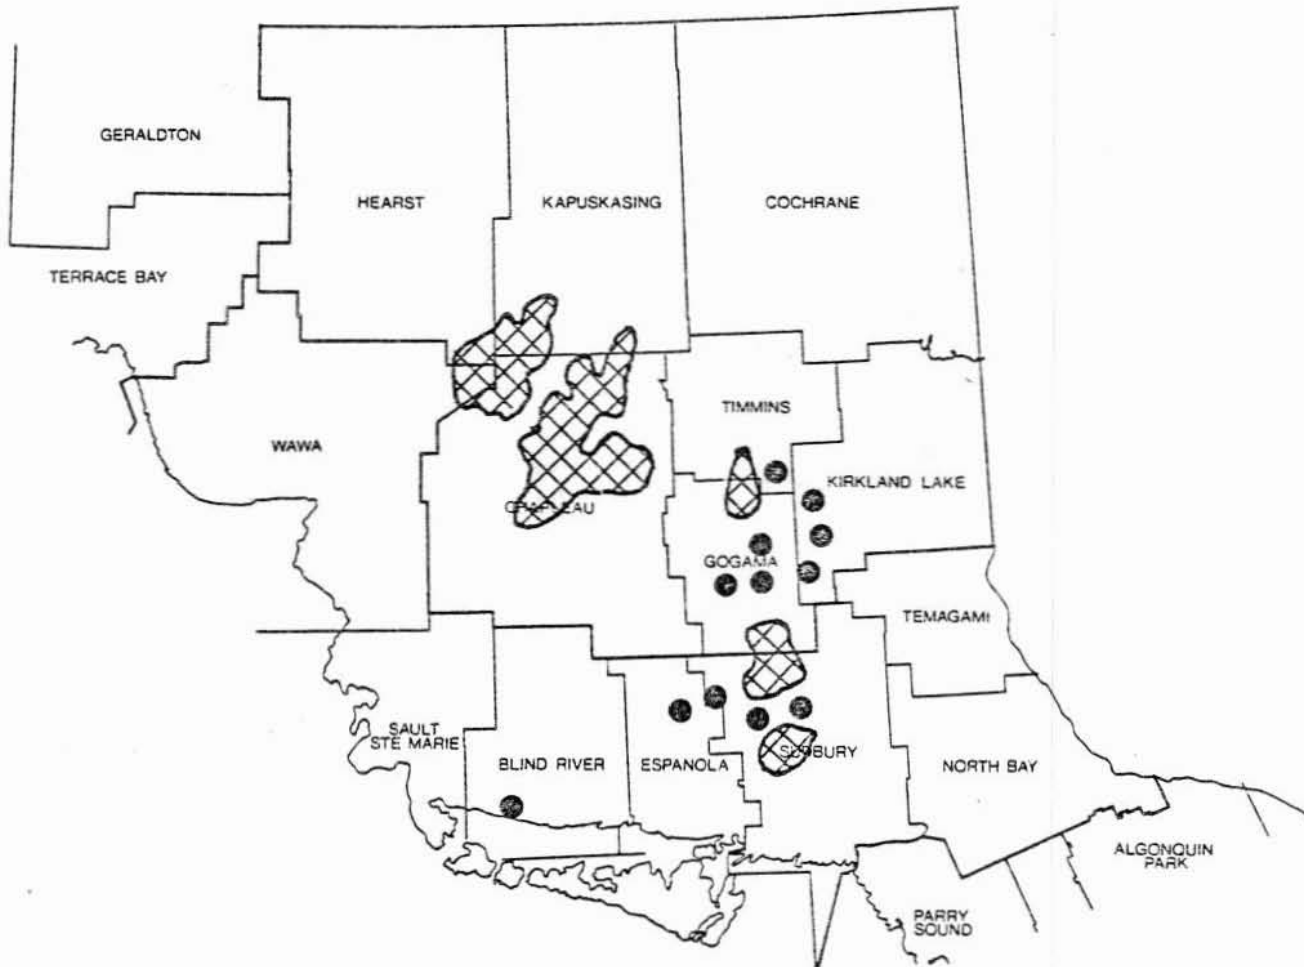 GERALDTON
HEARST
KAPUSKASING
COCHRANE
TERRACE BAY
WAWA
TIMMINS
KIRKLAND LAKE
CHAPLEAU
GOGAMA
TEMAGAMI
SAULT
STE MARIE
BLIND RIVER
ESPANOLA
SUDBURY
NORTH BAY
ALGONQUIN
PARK
PARRY
SOUND